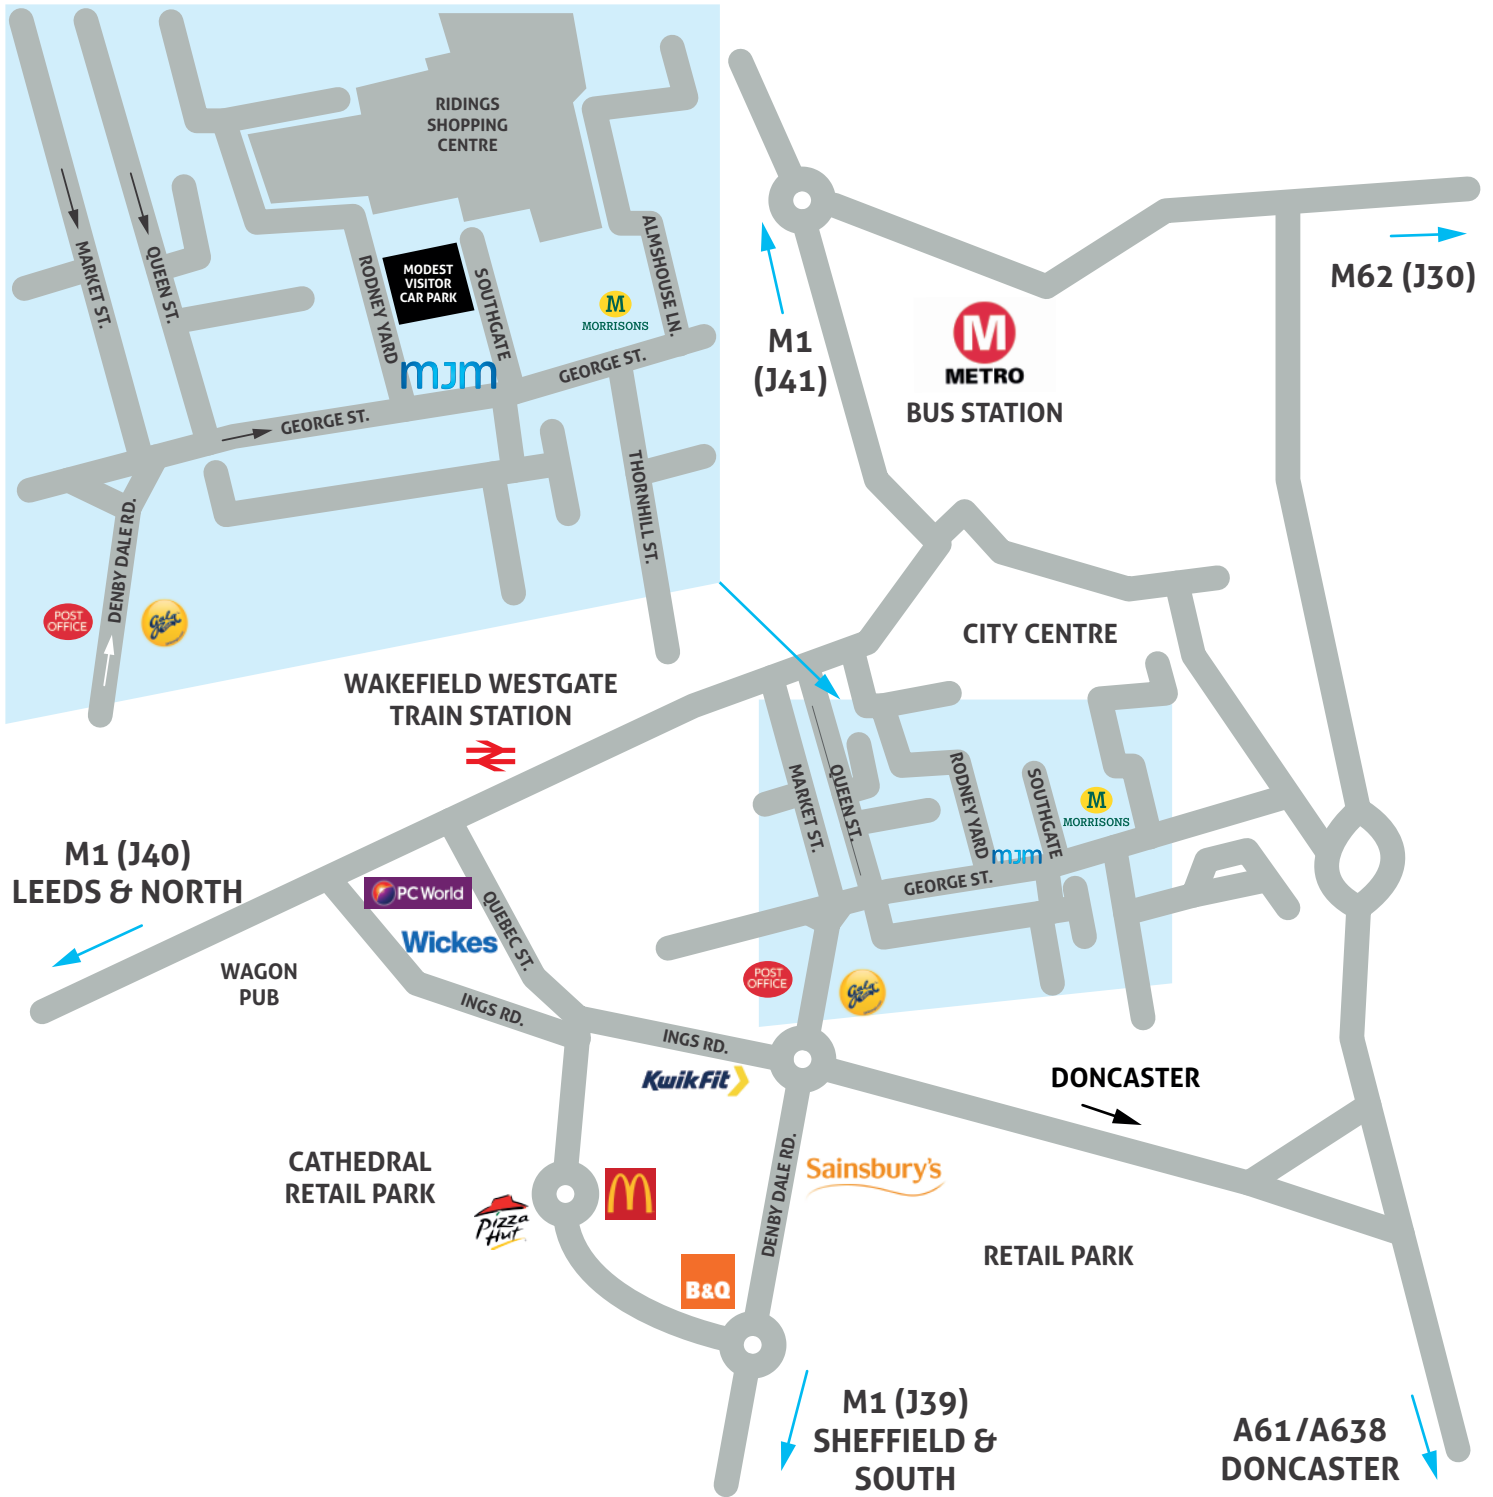 RIDINGS
SHOPPING
CENTRE
MARKET ST.
QUEEN ST.
RODNEY YARD
MODEST
VISITOR
CAR PARK
SOUTHGATE
ALMSHOUSE LN.
M
MORRISONS
mjm
GEORGE ST.
GEORGE ST.
THORNHILL ST.
DENBY DALE RD.
POST
OFFICE
Gala
M62 (J30)
M1
(J41)
M
METRO
BUS STATION
CITY CENTRE
WAKEFIELD WESTGATE
TRAIN STATION
MARKET ST.
QUEEN ST.
RODNEY YARD
SOUTHGATE
M
MORRISONS
mjm
GEORGE ST.
M1 (J40)
LEEDS & NORTH
PC World
Wickes
QUEBEC ST.
WAGON
PUB
INGS RD.
INGS RD.
POST
OFFICE
Gala
KwikFit
DONCASTER
CATHEDRAL
RETAIL PARK
Pizza
Hut
M
DENBY DALE RD.
Sainsbury's
RETAIL PARK
B&Q
M1 (J39)
SHEFFIELD &
SOUTH
A61/A638
DONCASTER